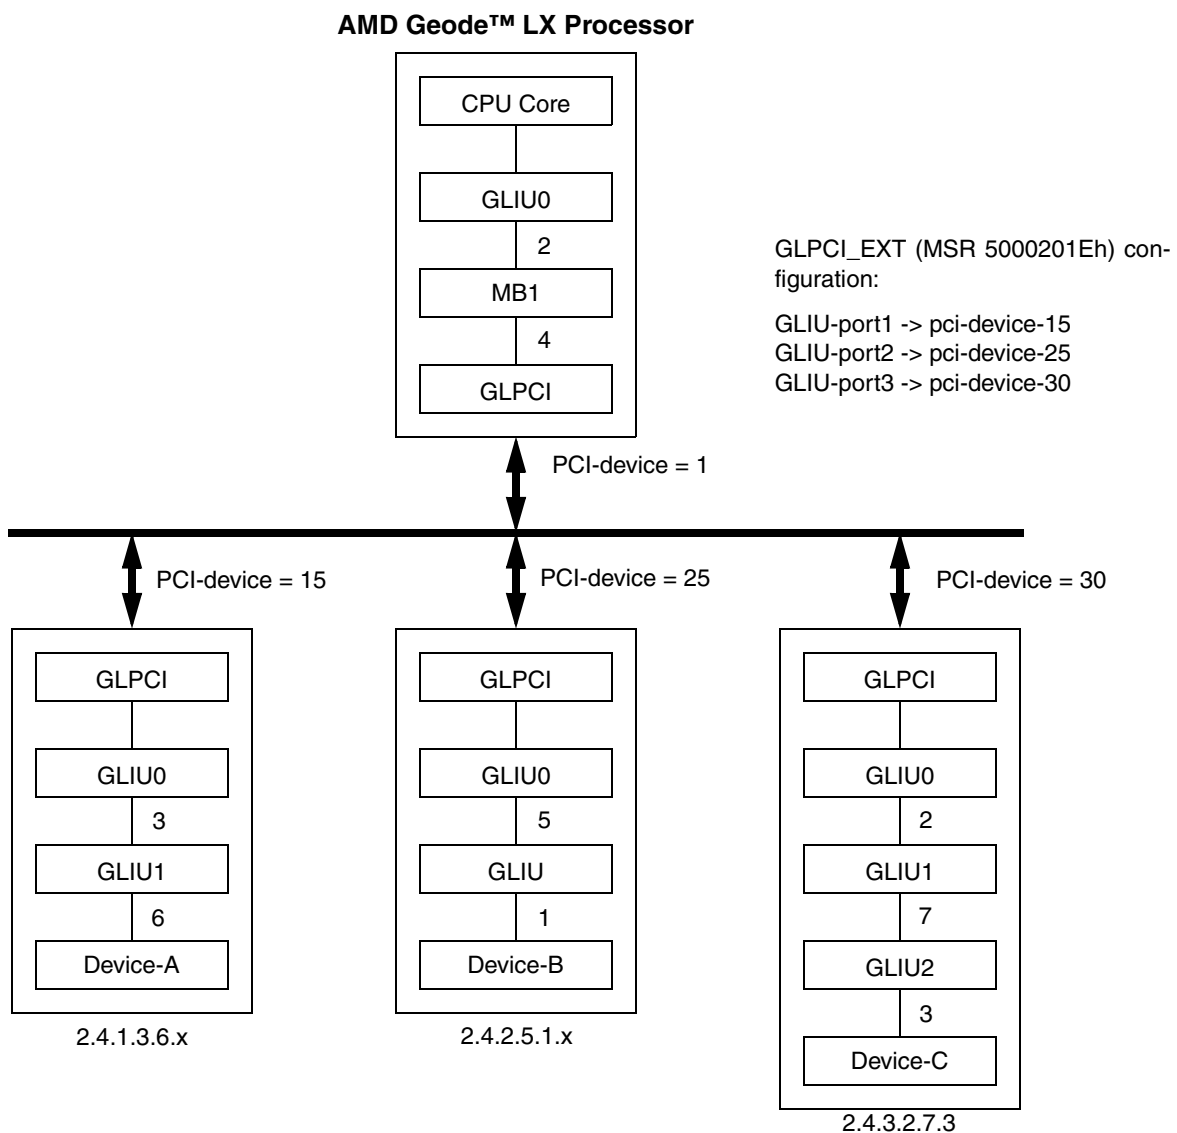 AMD Geode™ LX Processor
CPU Core
GLIU0
2
MB1
4
GLPCI
GLPCI_EXT (MSR 5000201Eh) con-
figuration:
GLIU-port1 -> pci-device-15
GLIU-port2 -> pci-device-25
GLIU-port3 -> pci-device-30
PCI-device = 1
PCI-device = 15
GLPCI
GLIU0
3
GLIU1
6
Device-A
2.4.1.3.6.x
PCI-device = 25
GLPCI
GLIU0
5
GLIU
1
Device-B
2.4.2.5.1.x
PCI-device = 30
GLPCI
GLIU0
2
GLIU1
7
GLIU2
3
Device-C
2.4.3.2.7.3